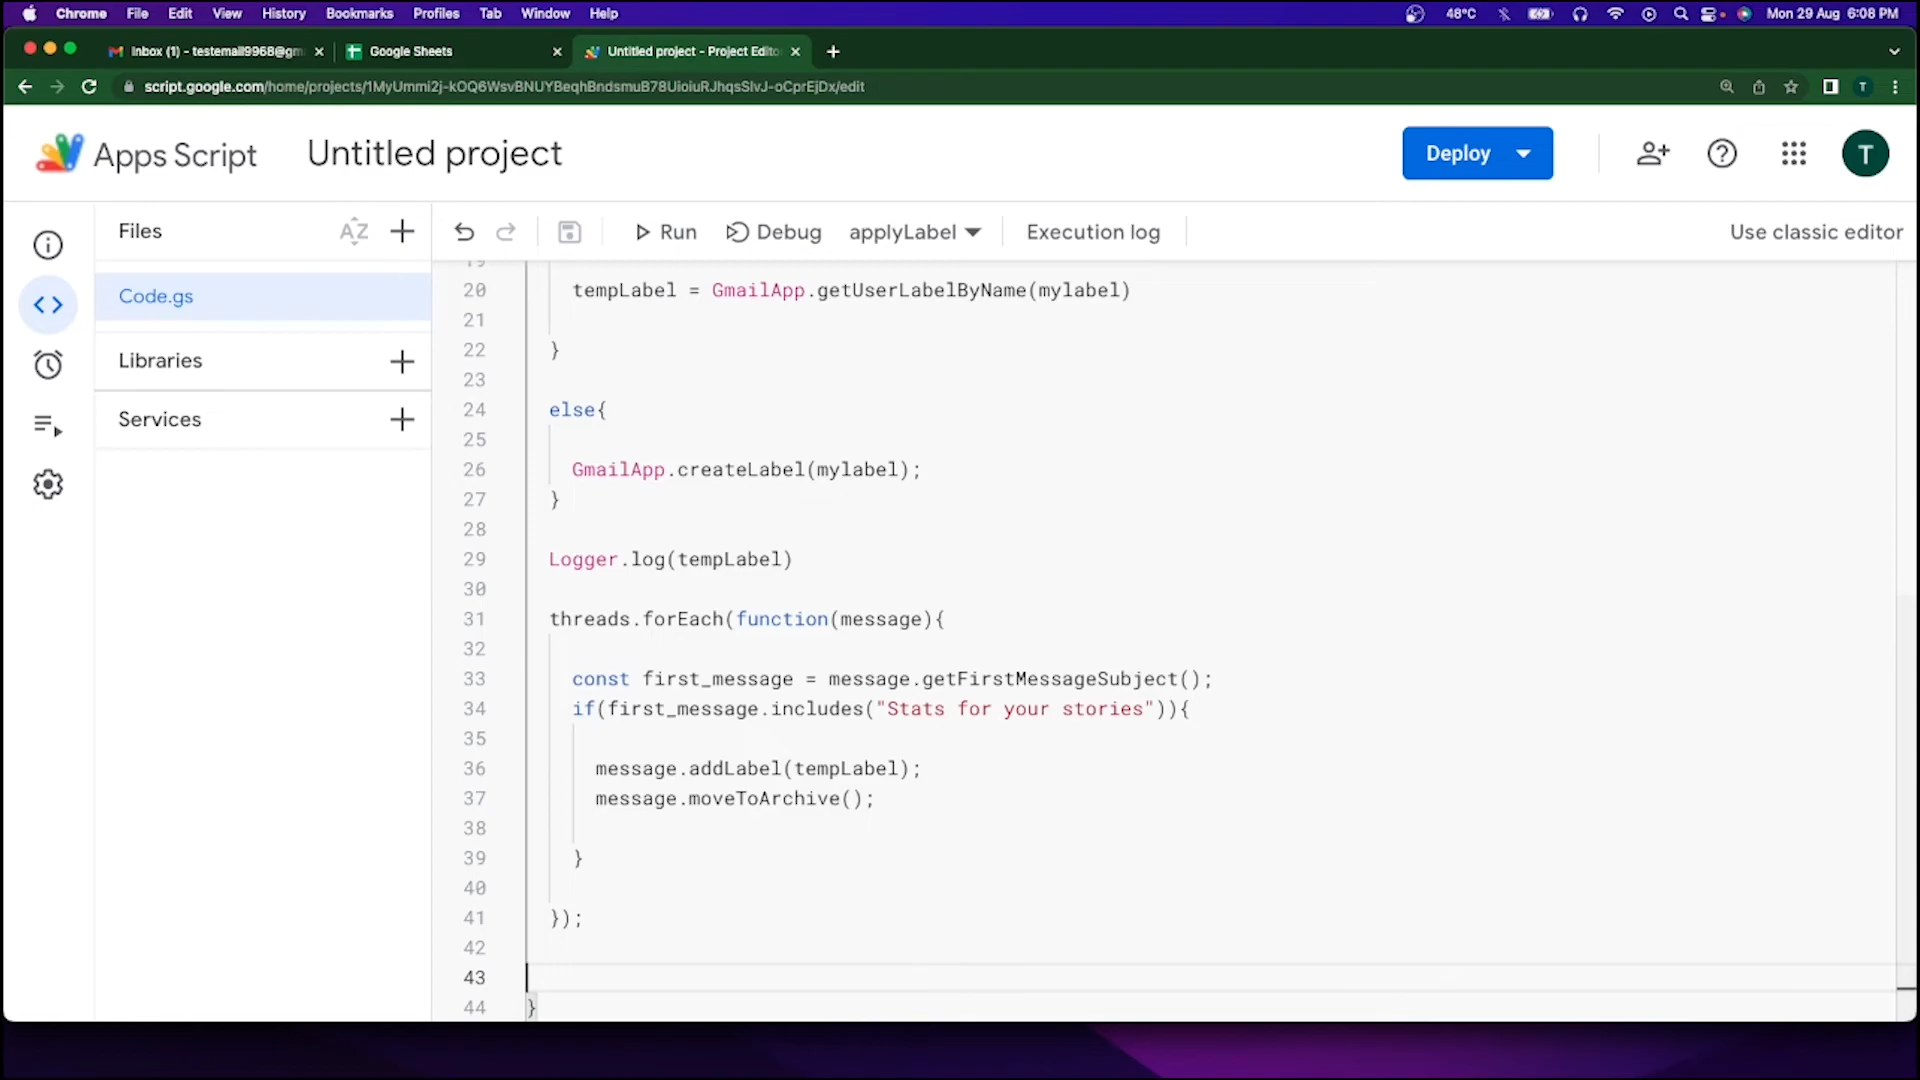 Chrome File Edit View History Bookmarks Profiles Tab Window Help 48°C Mon 29 Aug 6:08 PM
Inbox (1) - testemail9968@gm Google Sheets Untitled project - Project Edito
script.google.com/home/projects/1MyUmmi2j-kOQ6WsvBNUYBeqhBndsmuB78UioiuRJhqsSlvJ-oCprEjDx/edit T
Apps Script Untitled project Deploy T
Files AZ Run Debug applyLabel Execution log Use classic editor
19
Code.gs
20 tempLabel = GmailApp.getUserLabelByName(mylabel)
21
22 }
Libraries
23
24 else{
Services
25
26 GmailApp.createLabel(mylabel);
27 }
28
29 Logger.log(tempLabel)
30
31 threads.forEach(function(message){
32
33 const first_message = message.getFirstMessageSubject();
34 if(first_message.includes("Stats for your stories")){
35
36 message.addLabel(tempLabel);
37 message.moveToArchive();
38
39 }
40
41 });
42
43
44 }